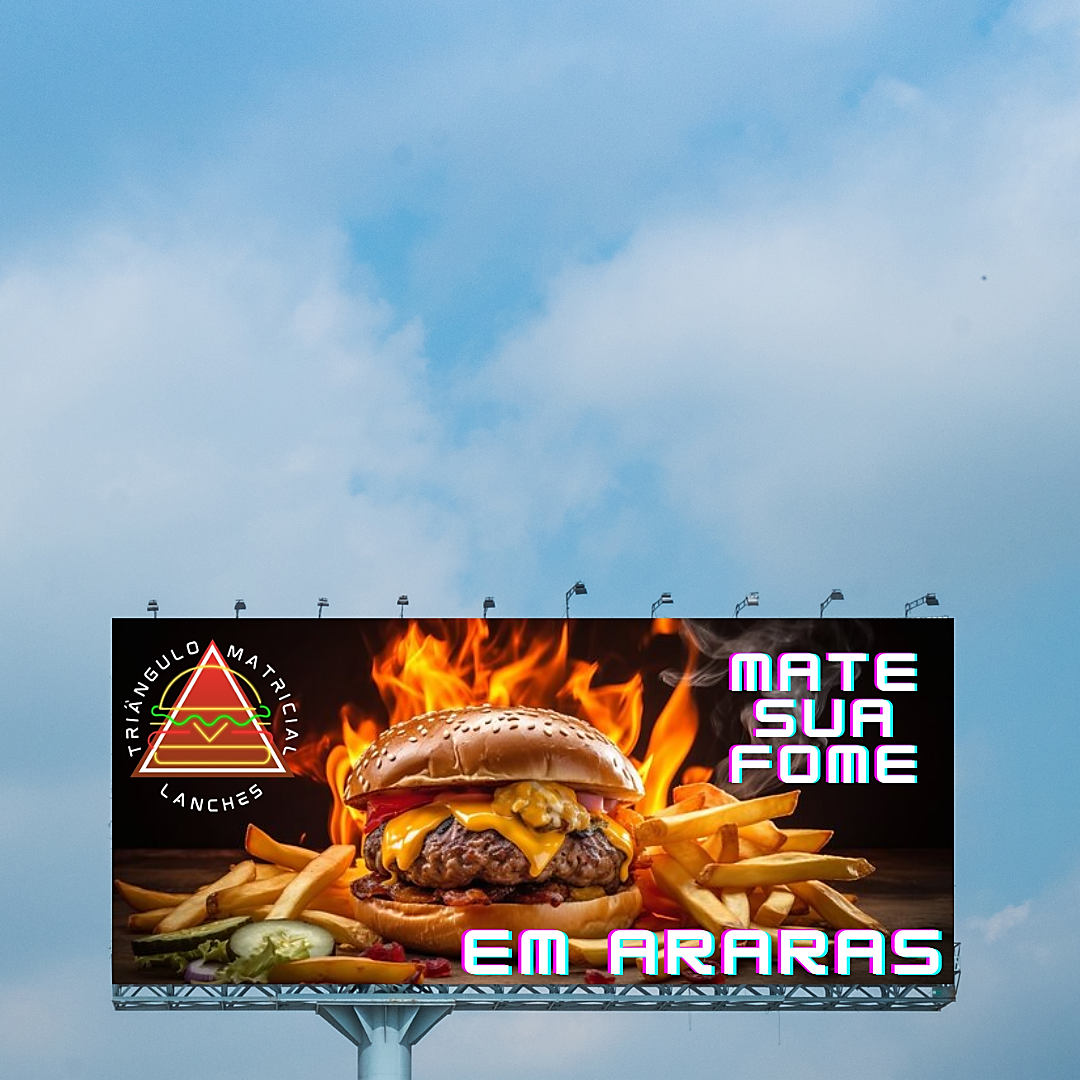 TRIÂNGULO MATRICIAL
LANCHES
MATE
SUA
FOME
EM ARARAS